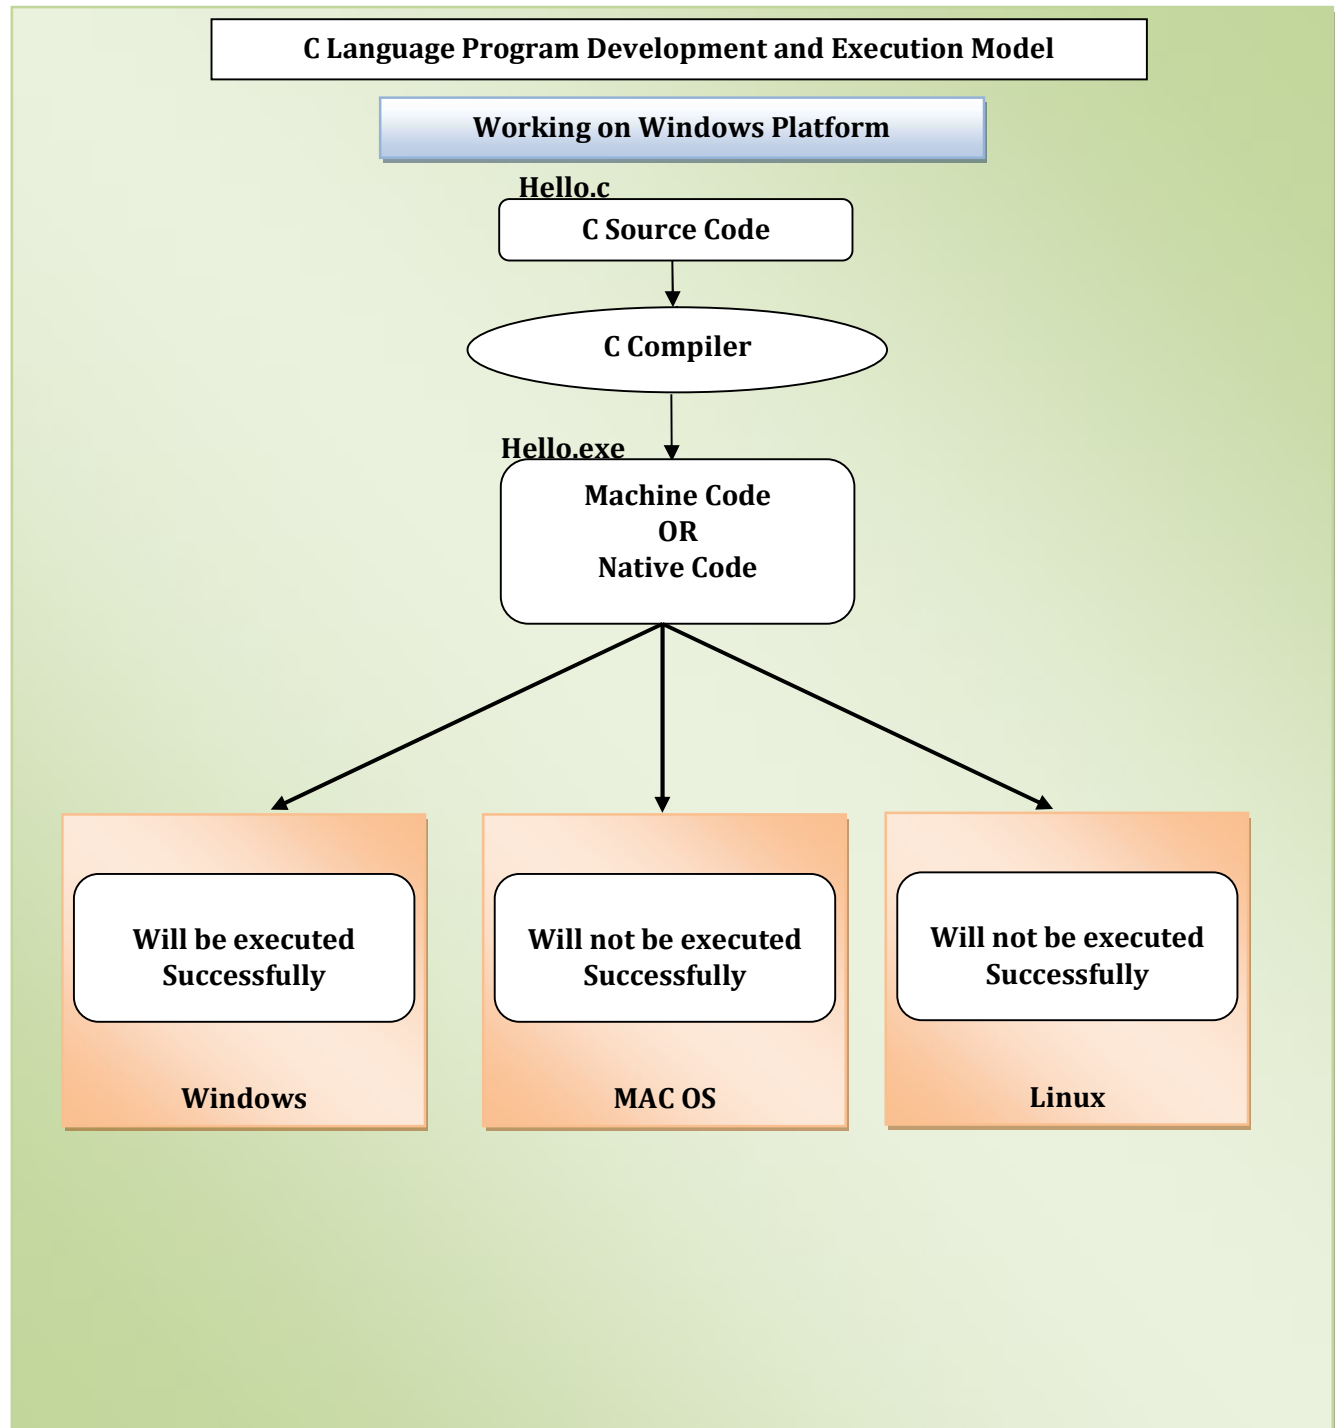 C Language Program Development and Execution Model
Working on Windows Platform
Hello.c
C Source Code
C Compiler
Hello.exe
Machine Code
OR
Native Code
Will be executed
Successfully
Windows
Will not be executed
Successfully
MAC OS
Will not be executed
Successfully
Linux